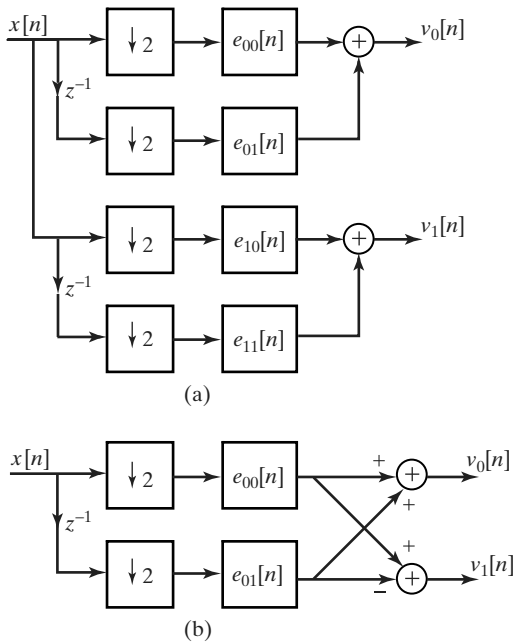 x[n] ↓ 2 e₀₀[n] + v₀[n]
z⁻¹
↓ 2 e₀₁[n]
↓ 2 e₁₀[n] + v₁[n]
z⁻¹
↓ 2 e₁₁[n]
(a)
x[n] ↓ 2 e₀₀[n] + + v₀[n]
+
z⁻¹
+
↓ 2 e₀₁[n] − + v₁[n]
(b)